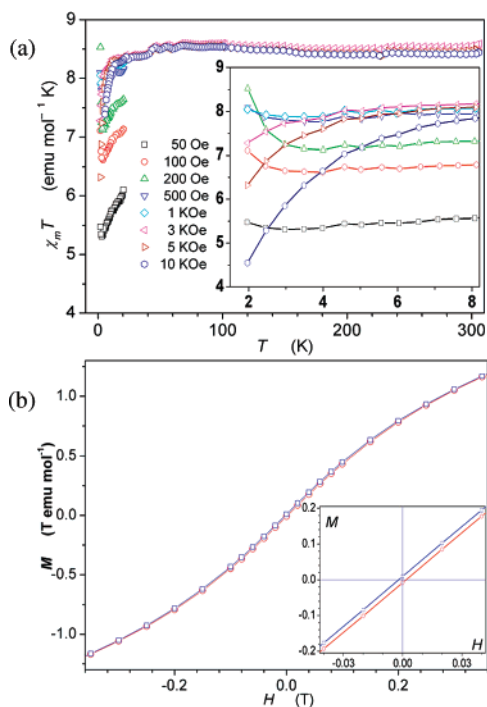 (a)
χₘT (emu mol⁻¹ K)
9
8
7
6
5
4
50 Oe
100 Oe
200 Oe
500 Oe
1 KOe
3 KOe
5 KOe
10 KOe
9
8
7
6
5
4
2 4 6 8
0 100 200 300
T (K)
(b)
M (T emu mol⁻¹)
1.0
0.5
0.0
-0.5
-1.0
M
0.2
0.1
0.0
-0.1
-0.2
-0.03 0.00 0.03
H
-0.2 0.0 0.2
H (T)